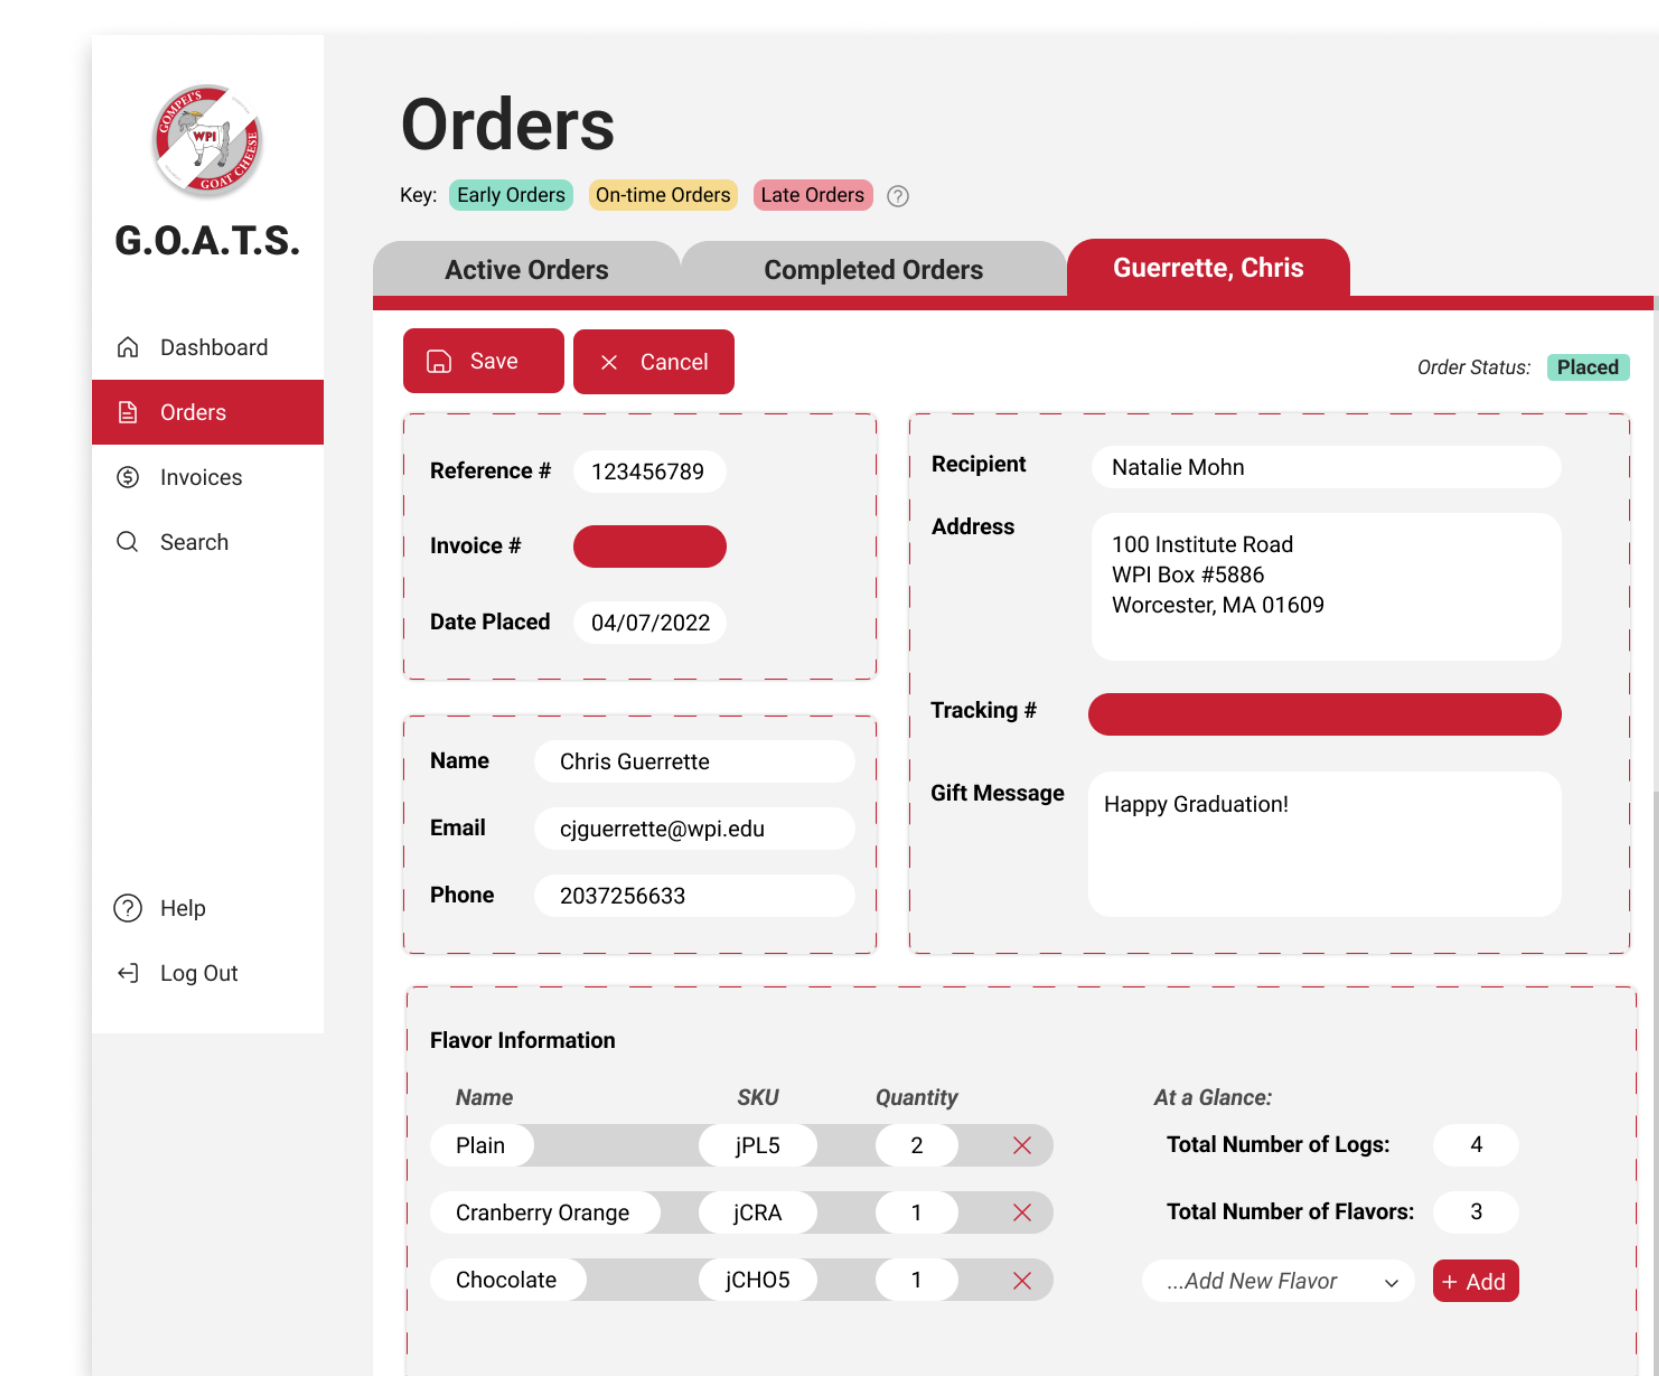 GOMPEI'S
WPI
GOAT CHEESE
G.O.A.T.S.
Dashboard
Orders
Invoices
Search
Help
Log Out
Orders
Key: Early Orders On-time Orders Late Orders ?
Active Orders Completed Orders Guerrette, Chris
Save Cancel
Order Status: Placed
Reference # 123456789
Invoice #
Date Placed 04/07/2022
Name Chris Guerrette
Email cjguerrette@wpi.edu
Phone 2037256633
Recipient Natalie Mohn
Address 100 Institute Road
WPI Box #5886
Worcester, MA 01609
Tracking #
Gift Message Happy Graduation!
Flavor Information
Name SKU Quantity
Plain jPL5 2
Cranberry Orange jCRA 1
Chocolate jCHO5 1
At a Glance:
Total Number of Logs: 4
Total Number of Flavors: 3
...Add New Flavor + Add